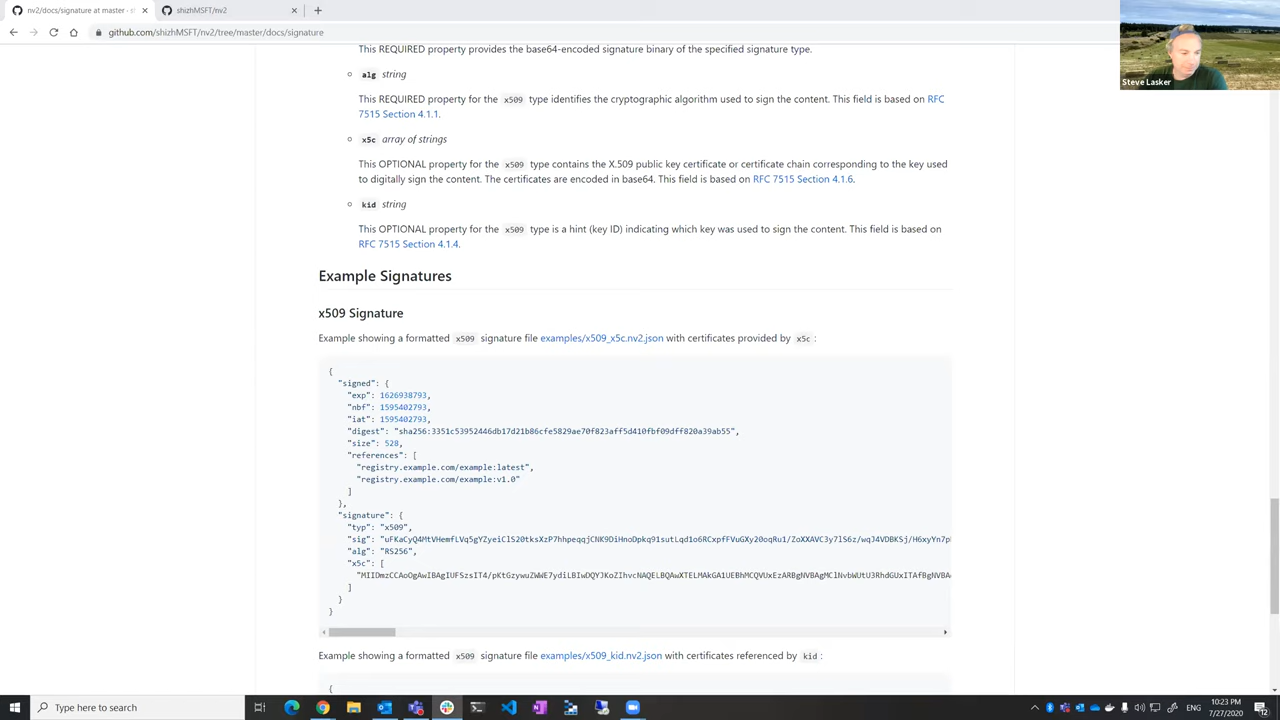 nv2/docs/signature at master · s
shizhMSFT/nv2
github.com/shizhMSFT/nv2/tree/master/docs/signature
Steve Lasker
This REQUIRED property provides the base64-encoded signature binary of the specified signature type.
alg string
This REQUIRED property for the x509 type identifies the cryptographic algorithm used to sign the content. This field is based on RFC
7515 Section 4.1.1.
x5c array of strings
This OPTIONAL property for the x509 type contains the X.509 public key certificate or certificate chain corresponding to the key used
to digitally sign the content. The certificates are encoded in base64. This field is based on RFC 7515 Section 4.1.6.
kid string
This OPTIONAL property for the x509 type is a hint (key ID) indicating which key was used to sign the content. This field is based on
RFC 7515 Section 4.1.4.
Example Signatures
x509 Signature
Example showing a formatted x509 signature file examples/x509_x5c.nv2.json with certificates provided by x5c :
{
"signed": {
"exp": 1626938793,
"nbf": 1595402793,
"iat": 1595402793,
"digest": "sha256:3351c53952446db17d21b86cfe5829ae70f823aff5d410fbf09dff820a39ab55",
"size": 528,
"references": [
"registry.example.com/example:latest",
"registry.example.com/example:v1.0"
]
},
"signature": {
"typ": "x509",
"sig":
"alg": "RS256",
"x5c": [
]
}
}
Example showing a formatted x509 signature file examples/x509_kid.nv2.json with certificates referenced by kid :
{
Type here to search
ENG
10:23 PM
7/27/2020
12